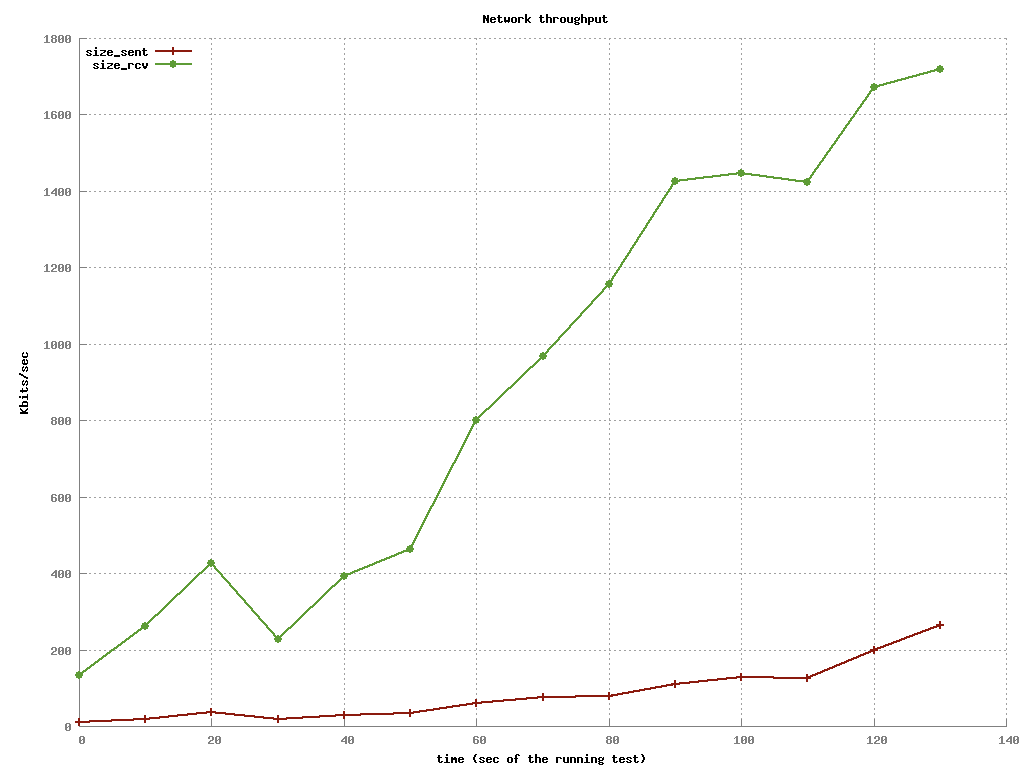 Network throughput
1800
size_sent
size_rcv
1600
1400
1200
1000
Kbits/sec
800
600
400
200
0
0 20 40 60 80 100 120 140
time (sec of the running test)